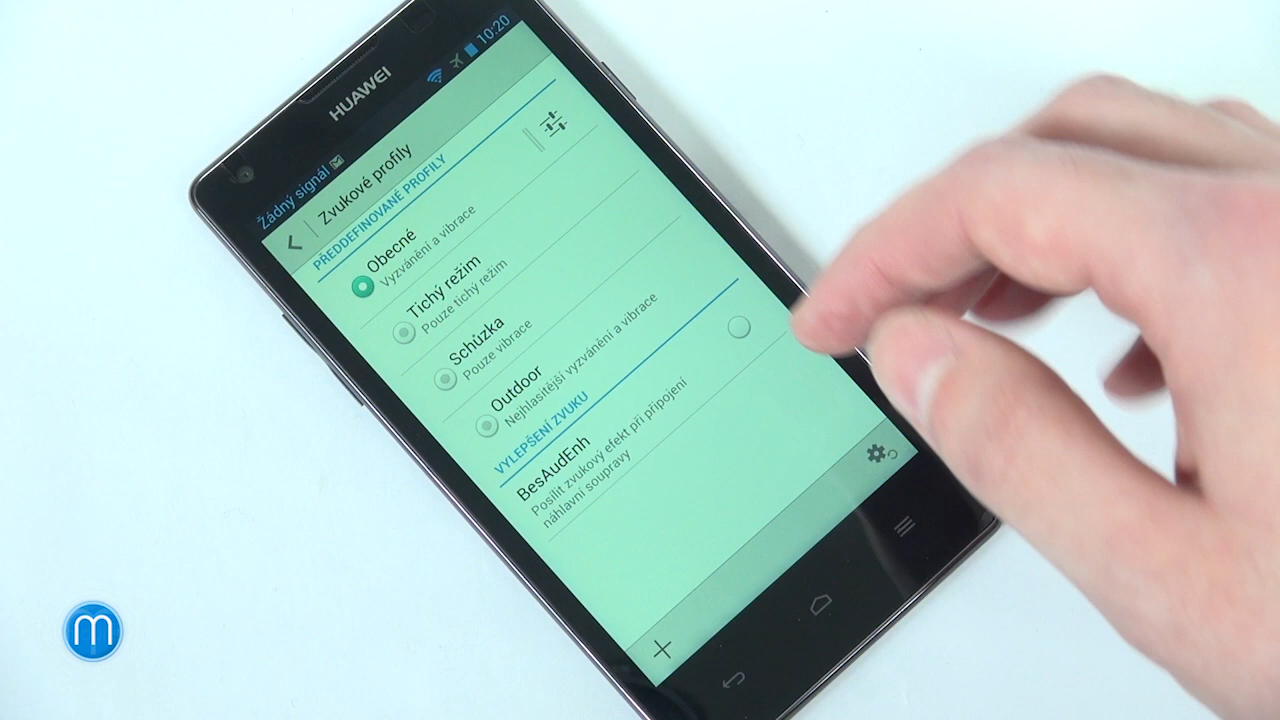 HUAWEI
Žádný signál
10:20
Zvukové profily
PŘEDDEFINOVANÉ PROFILY
Obecné
Vyzvánění a vibrace
Tichý režim
Pouze tichý režim
Schůzka
Pouze vibrace
Outdoor
Nejhlasitější vyzvánění a vibrace
VYLEPŠENÍ ZVUKU
BesAudEnh
Posílit zvukový efekt při připojení
náhlavní soupravy
m